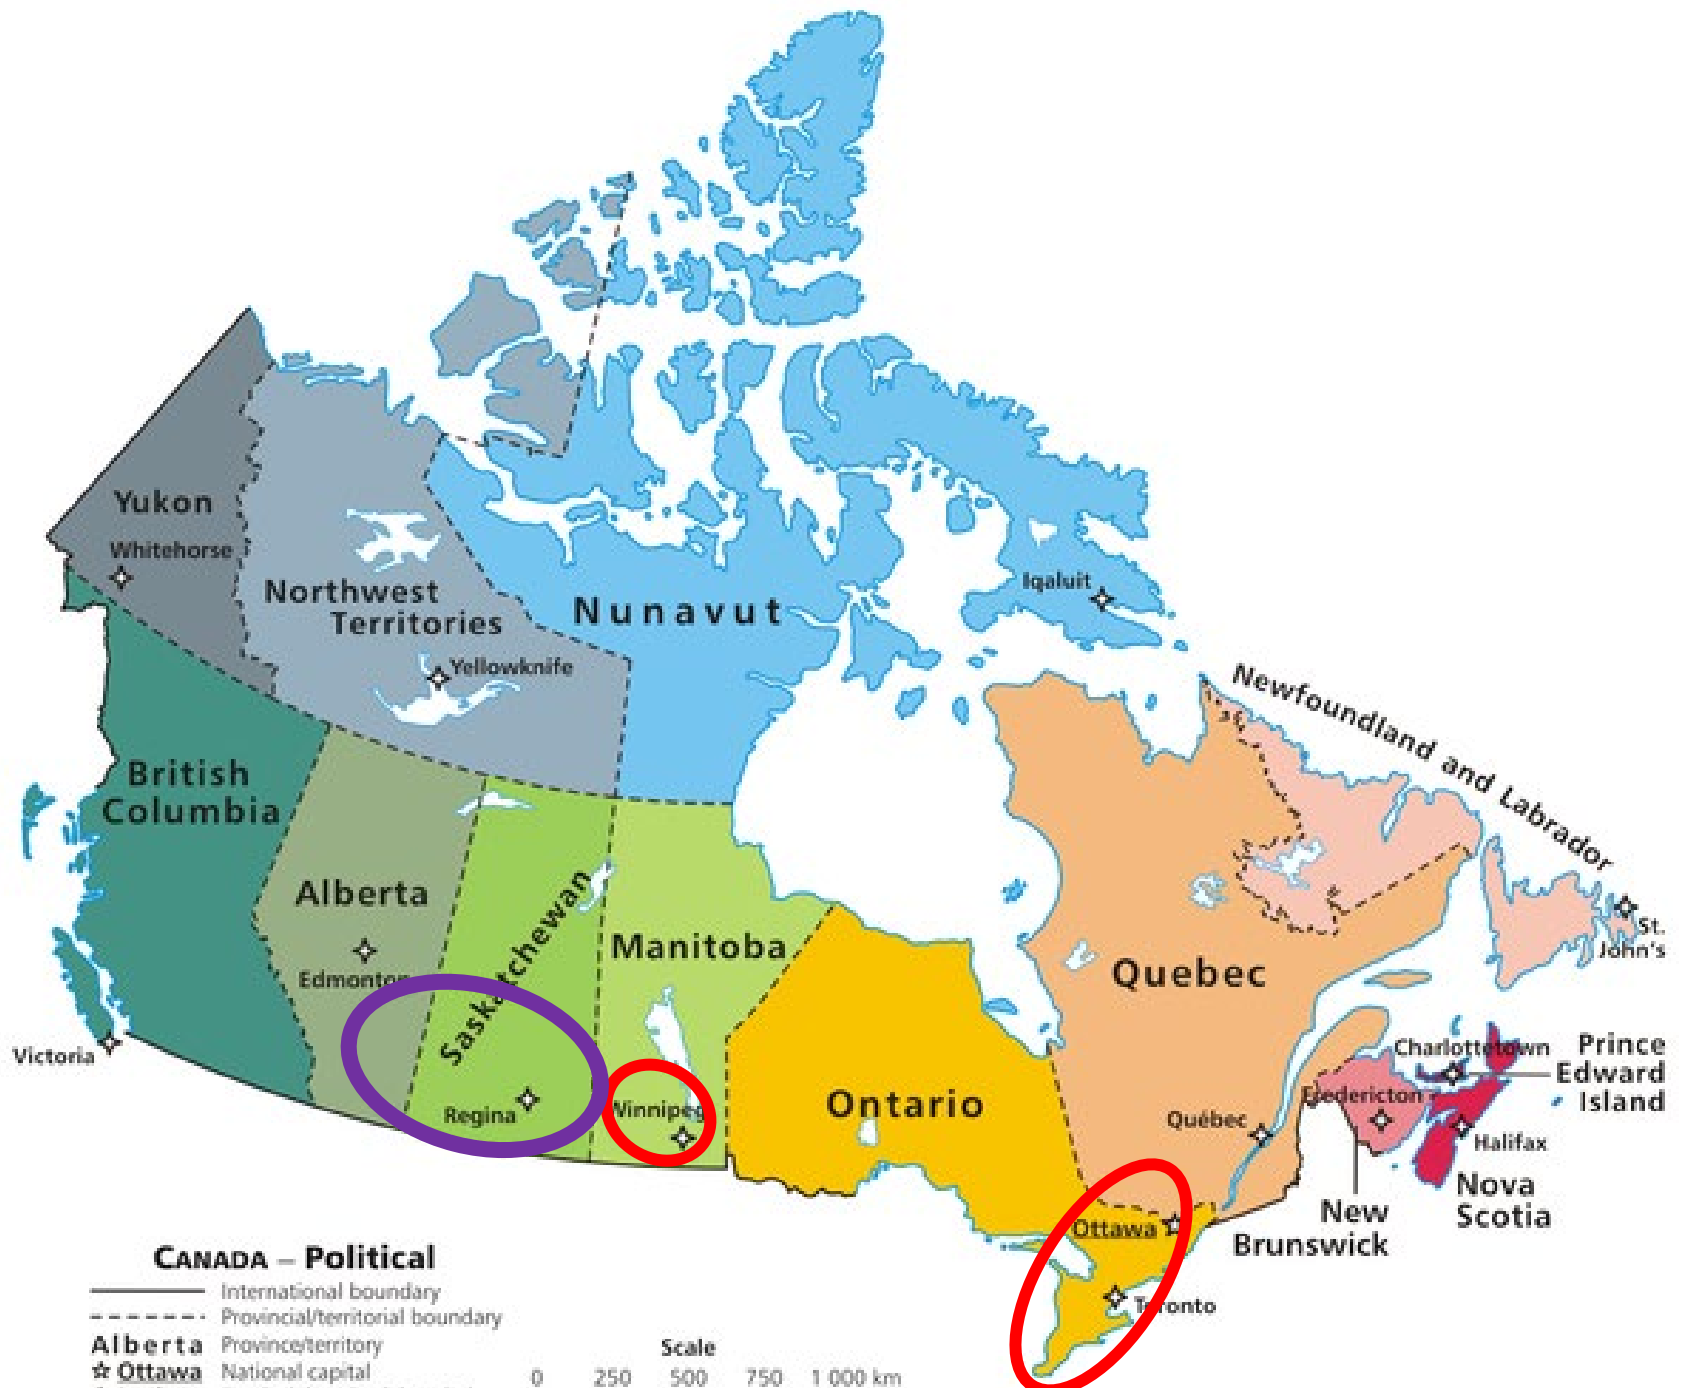 Yukon
Whitehorse
Northwest
Territories
Yellowknife
Nunavut
Iqaluit
British
Columbia
Victoria
Alberta
Edmonton
Saskatchewan
Regina
Manitoba
Winnipeg
Ontario
Ottawa
Toronto
Quebec
Québec
Newfoundland and Labrador
St.
John's
Charlottetown
Prince
Edward
Island
Fredericton
Halifax
Nova
Scotia
New
Brunswick
CANADA – Political
International boundary
Provincial/territorial boundary
Alberta Province/territory
Ottawa National capital
Scale
0 250 500 750 1 000 km